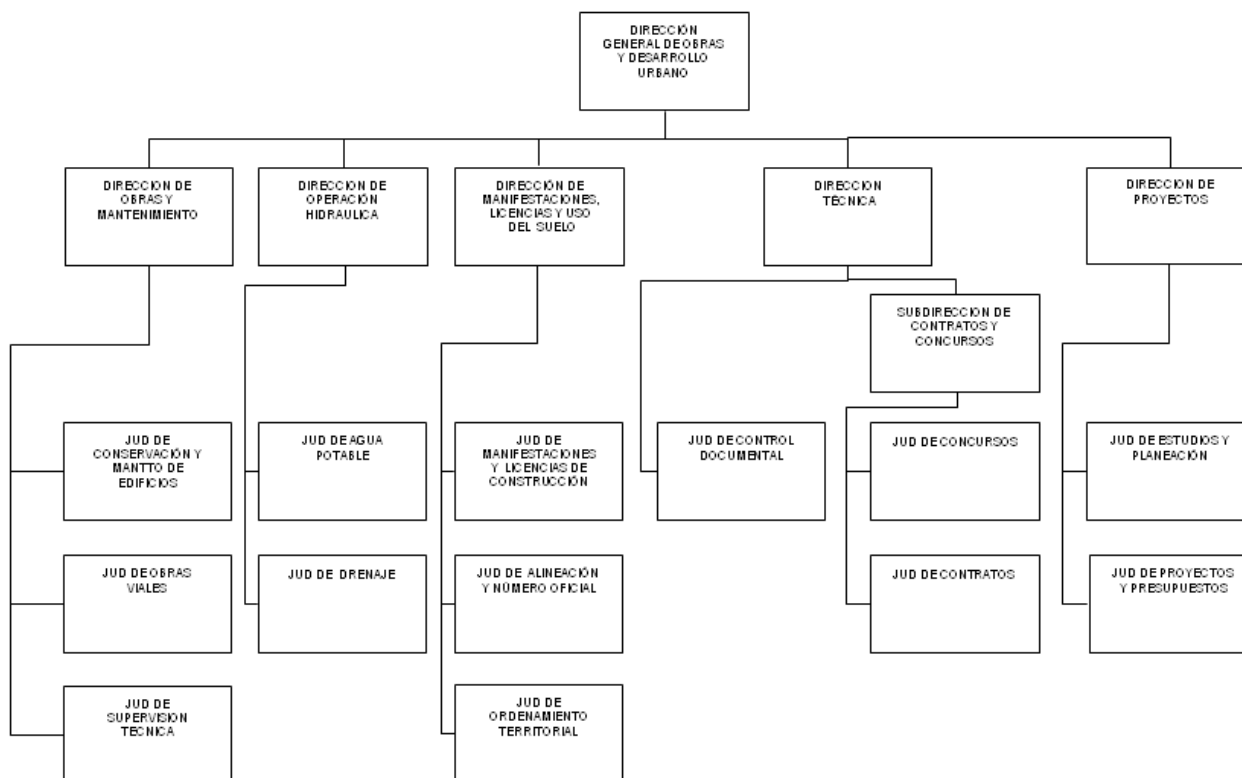 DIRECCIÓN
GENERAL DE OBRAS
Y DESARROLLO
URBANO
DIRECCION DE
OBRAS Y
MANTENIMIENTO
DIRECCION DE
OPERACIÓN
HIDRAULICA
DIRECCIÓN DE
MANIFESTACIONES,
LICENCIAS Y USO
DEL SUELO
DIRECCION
TÉCNICA
DIRECCION DE
PROYECTOS
SUBDIRECCION DE
CONTRATOS Y
CONCURSOS
JUD DE
CONSERVACIÓN Y
MANTTO DE
EDIFICIOS
JUD DE AGUA
POTABLE
JUD DE
MANIFESTACIONES
Y LICENCIAS DE
CONSTRUCCIÓN
JUD DE CONTROL
DOCUMENTAL
JUD DE CONCURSOS
JUD DE ESTUDIOS Y
PLANEACIÓN
JUD DE OBRAS
VIALES
JUD DE DRENAJE
JUD DE ALINEACIÓN
Y NÚMERO OFICIAL
JUD DE CONTRATOS
JUD DE PROYECTOS
Y PRESUPUESTOS
JUD DE
SUPERVISION
TECNICA
JUD DE
ORDENAMIENTO
TERRITORIAL